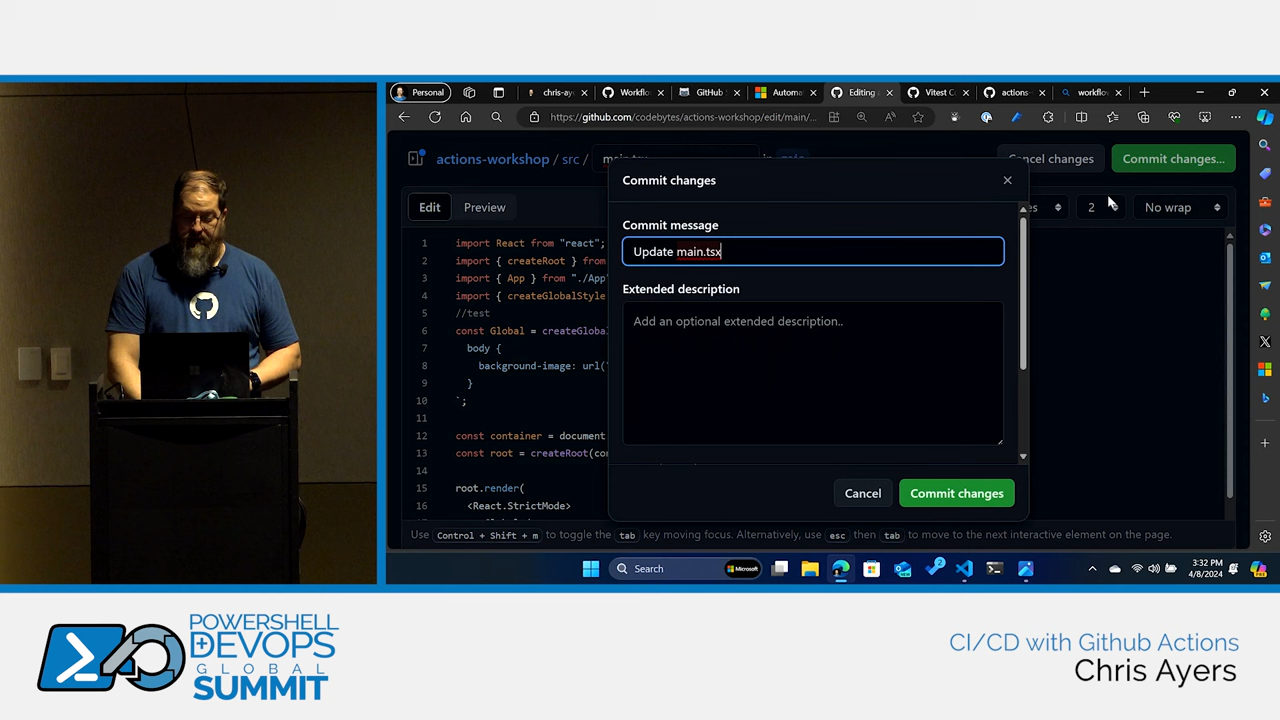 Personal
chris-ay
Workflow
GitHub
Automa
Editing
Vitest C
actions-
workflow
https://github.com/codebytes/actions-workshop/edit/main/...
actions-workshop / src /
in
Cancel changes
Commit changes...
Edit
Preview
es
2
No wrap
Commit changes
Commit message
Update main.tsx
Extended description
Add an optional extended description..
Cancel
Commit changes
1 import React from "react";
2 import { createRoot } from
3 import { App } from "./App"
4 import { createGlobalStyle
5 //test
6 const Global = createGloba
7 body {
8 background-image: url('
9 }
10 `;
11
12 const container = document
13 const root = createRoot(co
14
15 root.render(
16 <React.StrictMode>
Use Control + Shift + m to toggle the tab key moving focus. Alternatively, use esc then tab to move to the next interactive element on the page.
Search
Microsoft
3:32 PM
4/8/2024
POWERSHELL
DEVOPS
GLOBAL
SUMMIT
CI/CD with Github Actions
Chris Ayers